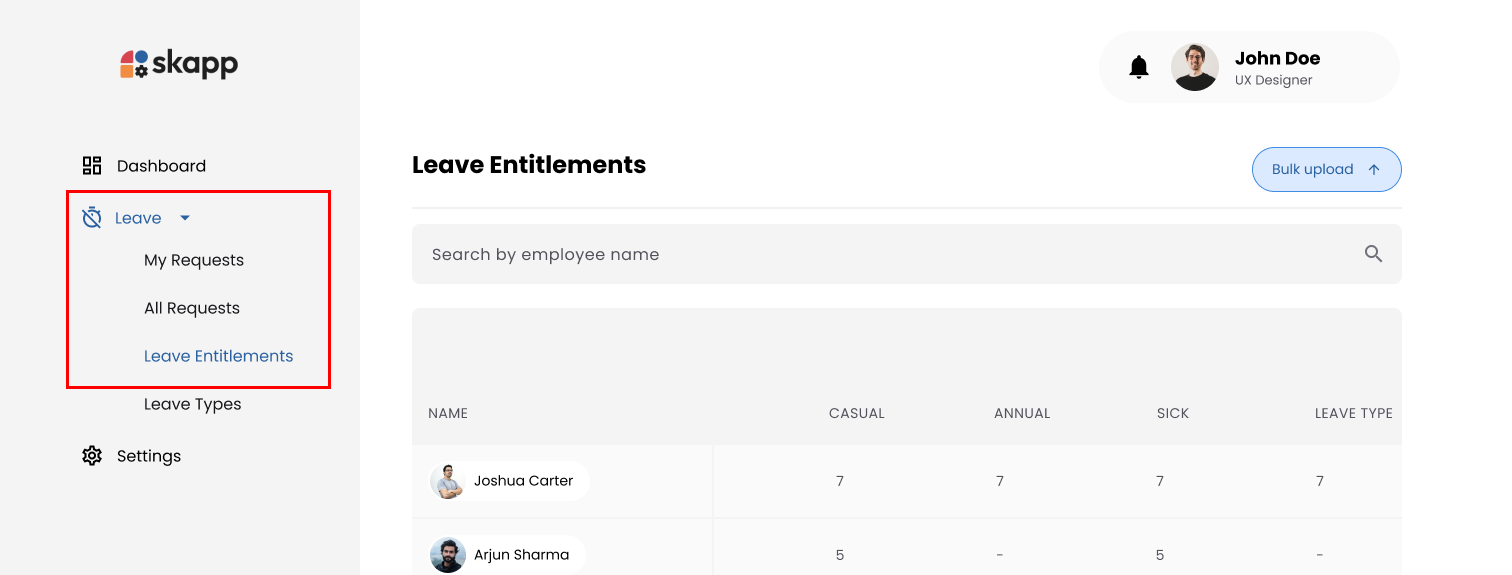 skapp
John Doe
UX Designer
Dashboard
Leave
My Requests
All Requests
Leave Entitlements
Leave Types
Settings
Leave Entitlements
Bulk upload
Search by employee name
NAME CASUAL ANNUAL SICK LEAVE TYPE
Joshua Carter 7 7 7 7
Arjun Sharma 5 - 5 -